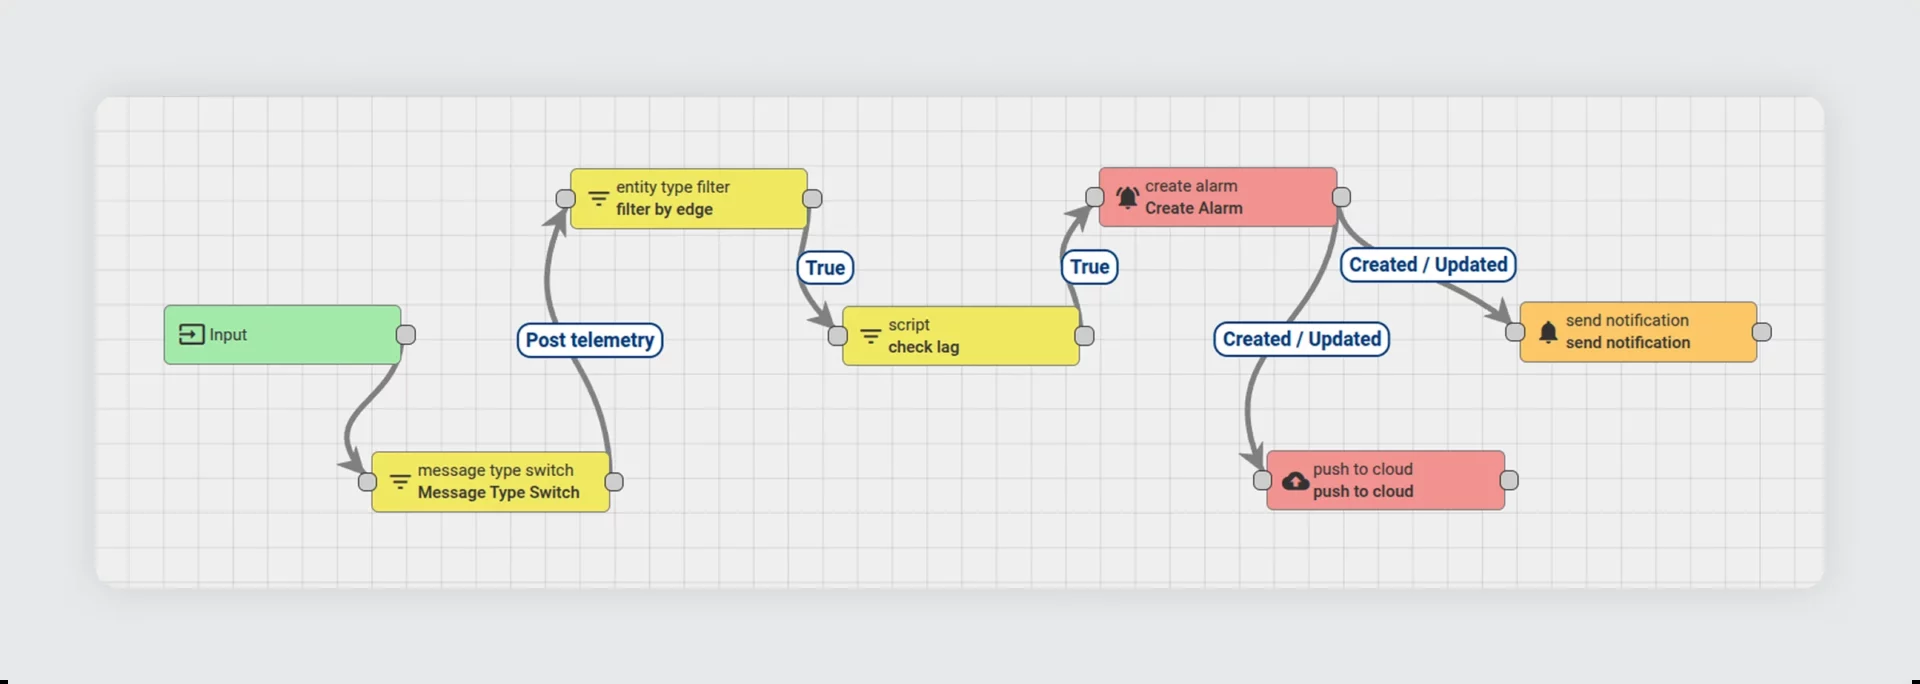 Input
message type switch
Message Type Switch
Post telemetry
entity type filter
filter by edge
True
script
check lag
True
create alarm
Create Alarm
Created / Updated
Created / Updated
send notification
send notification
push to cloud
push to cloud